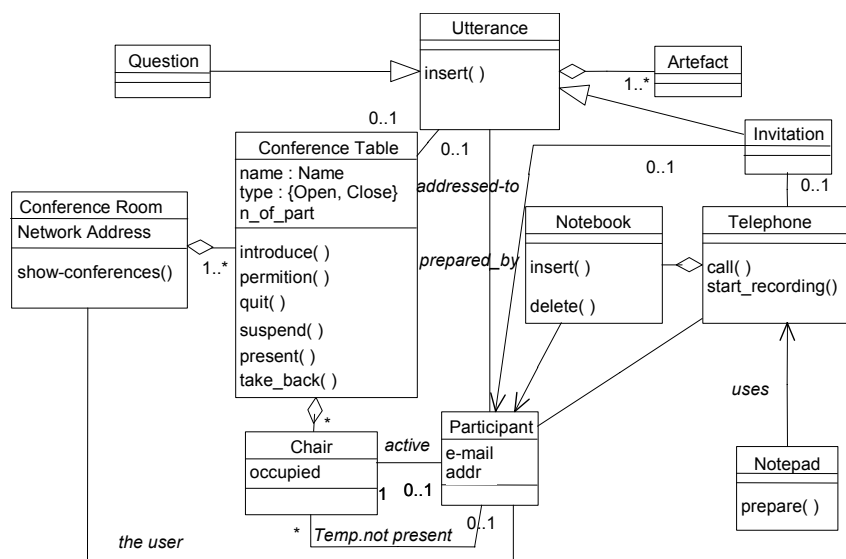 Utterance
insert( )
Question
Artefact
1..*
0..1
0..1
Invitation
0..1
0..1
Conference Table
name : Name
type : {Open, Close}
n_of_part
introduce( )
permition( )
quit( )
suspend( )
present( )
take_back( )
addressed-to
prepared_by
Conference Room
Network Address
show-conferences()
1..*
Notebook
insert( )
delete( )
Telephone
call( )
start_recording()
uses
Notepad
prepare( )
*
Chair
occupied
active
1
0..1
Participant
e-mail
addr
0..1
*
Temp.not present
the user